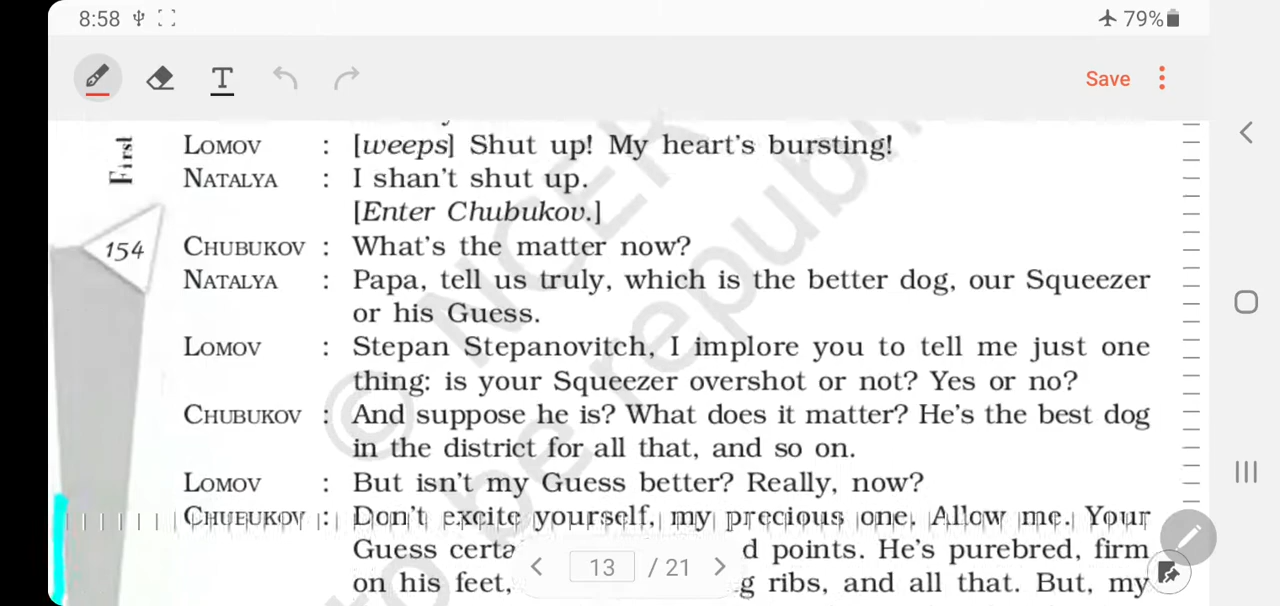 8:58 79%
T Save
First
LOMOV : [weeps] Shut up! My heart's bursting!
NATALYA : I shan't shut up.
[Enter Chubukov.]
154 CHUBUKOV : What's the matter now?
NATALYA : Papa, tell us truly, which is the better dog, our Squeezer
or his Guess.
LOMOV : Stepan Stepanovitch, I implore you to tell me just one
thing: is your Squeezer overshot or not? Yes or no?
CHUBUKOV : And suppose he is? What does it matter? He's the best dog
in the district for all that, and so on.
LOMOV : But isn't my Guess better? Really, now?
CHUBUKOV : Don't excite yourself, my precious one. Allow me. Your
Guess points. He's purebred, firm
on his feet, ribs, and all that. But, my
13 / 21
© NCER
be republi
to be